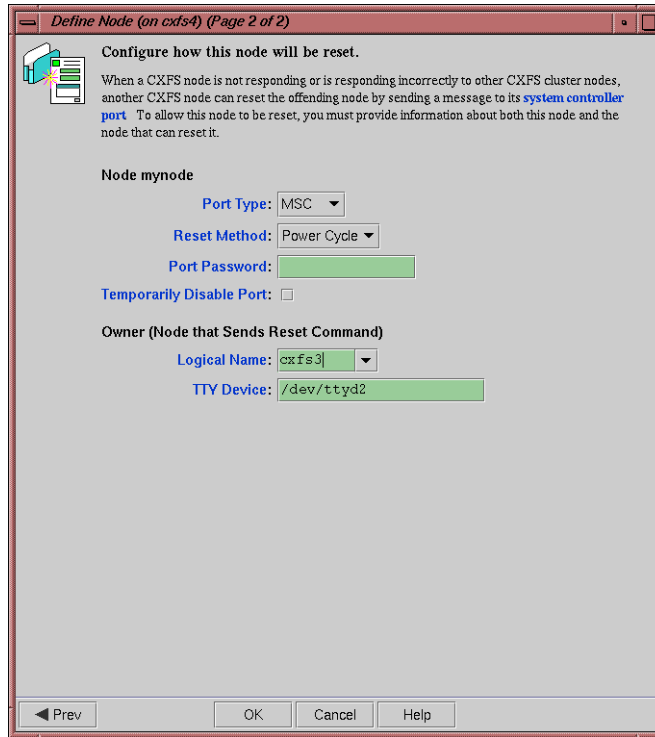 Define Node (on cxfs4) (Page 2 of 2)
Configure how this node will be reset.
When a CXFS node is not responding or is responding incorrectly to other CXFS cluster nodes,
another CXFS node can reset the offending node by sending a message to its system controller
port To allow this node to be reset, you must provide information about both this node and the
node that can reset it.
Node mynode
Port Type: MSC
Reset Method: Power Cycle
Port Password:
Temporarily Disable Port:
Owner (Node that Sends Reset Command)
Logical Name: cxfs3
TTY Device: /dev/ttyd2
Prev OK Cancel Help